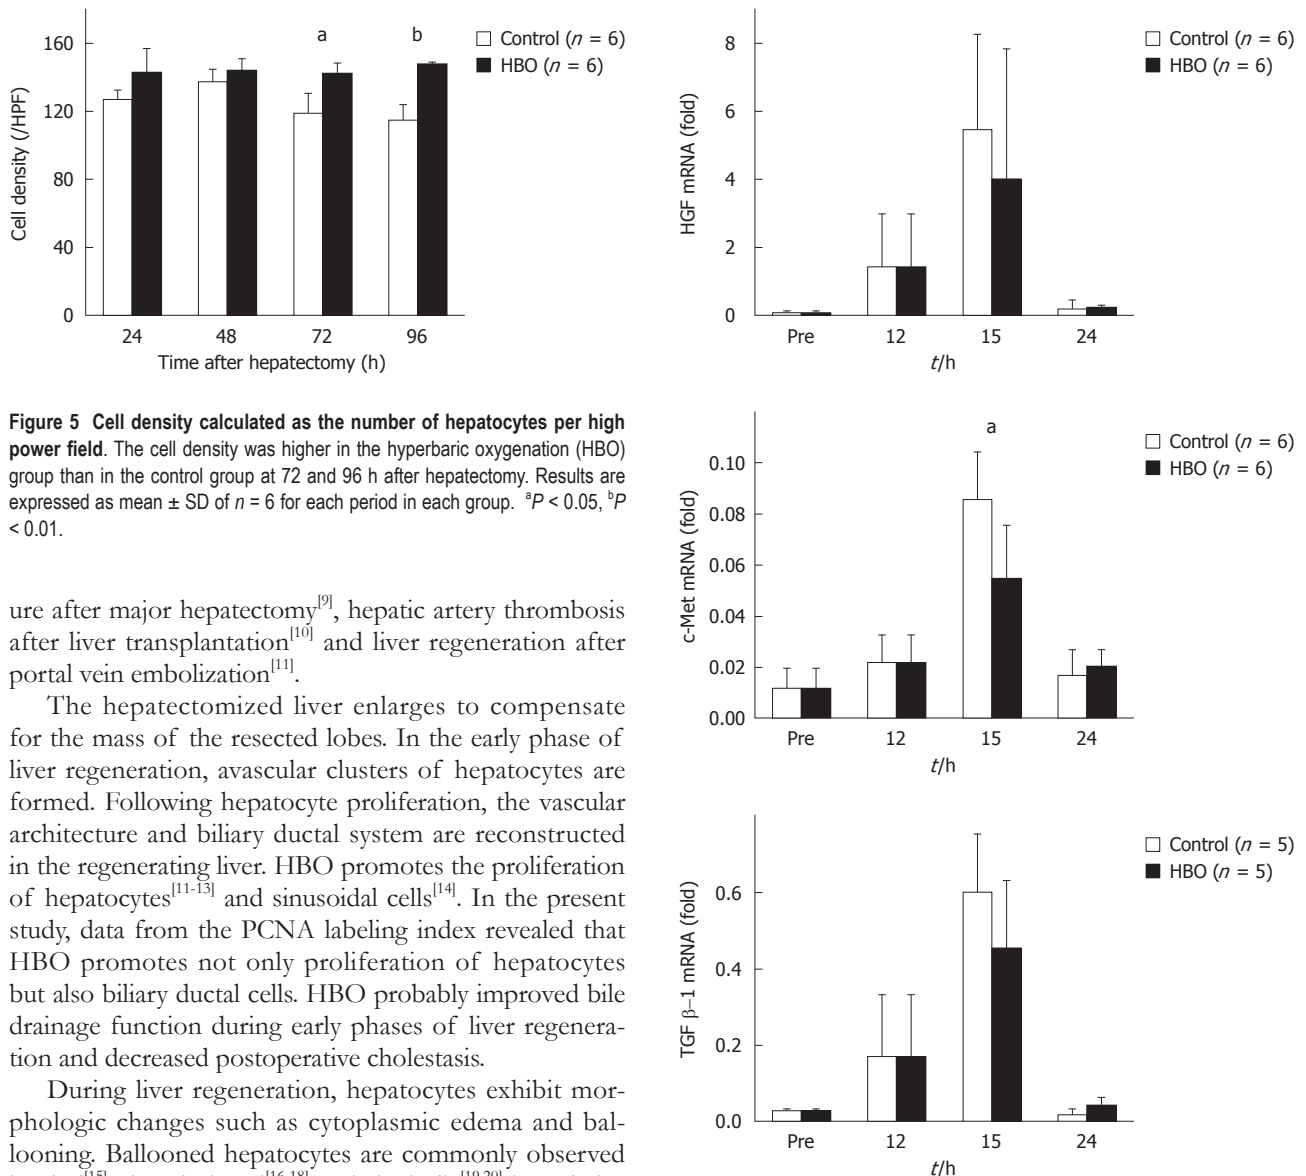 160
120
80
40
0
Cell density (/HPF)
a
b
Control (n = 6)
HBO (n = 6)
24 48 72 96
Time after hepatectomy (h)
Figure 5 Cell density calculated as the number of hepatocytes per high
power field. The cell density was higher in the hyperbaric oxygenation (HBO)
group than in the control group at 72 and 96 h after hepatectomy. Results are
expressed as mean ± SD of n = 6 for each period in each group. ᵃP < 0.05, ᵇP
< 0.01.
ure after major hepatectomy[9], hepatic artery thrombosis
after liver transplantation[10] and liver regeneration after
portal vein embolization[11].
The hepatectomized liver enlarges to compensate
for the mass of the resected lobes. In the early phase of
liver regeneration, avascular clusters of hepatocytes are
formed. Following hepatocyte proliferation, the vascular
architecture and biliary ductal system are reconstructed
in the regenerating liver. HBO promotes the proliferation
of hepatocytes[11-13] and sinusoidal cells[14]. In the present
study, data from the PCNA labeling index revealed that
HBO promotes not only proliferation of hepatocytes
but also biliary ductal cells. HBO probably improved bile
drainage function during early phases of liver regenera-
tion and decreased postoperative cholestasis.
During liver regeneration, hepatocytes exhibit mor-
phologic changes such as cytoplasmic edema and bal-
looning. Ballooned hepatocytes are commonly observed
8
6
4
2
0
HGF mRNA (fold)
Control (n = 6)
HBO (n = 6)
Pre 12 15 24
t/h
0.10
0.08
0.06
0.04
0.02
0.00
c-Met mRNA (fold)
a
Control (n = 6)
HBO (n = 6)
Pre 12 15 24
t/h
0.6
0.4
0.2
0.0
TGF β-1 mRNA (fold)
Control (n = 5)
HBO (n = 5)
Pre 12 15 24
t/h